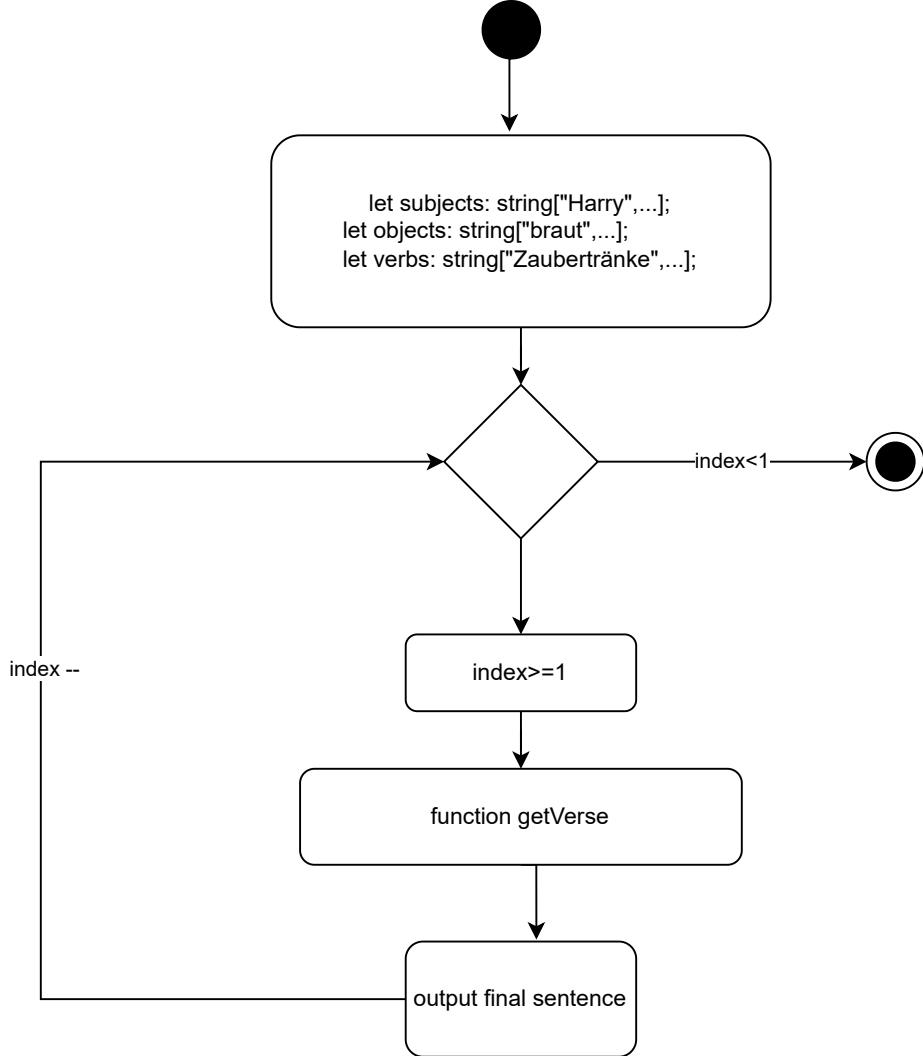 let subjects: string["Harry",...];
let objects: string["braut",...];
let verbs: string["Zaubertränke",...];
index<1
index>=1
index --
function getVerse
output final sentence